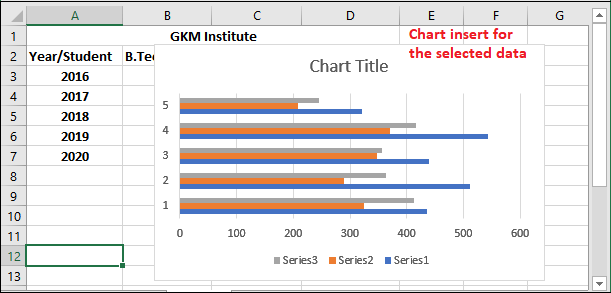 A B C D E F G
1 GKM Institute Chart insert for
2 Year/Student B.Tec the selected data
Chart Title
3 2016
4 2017
5 2018
6 2019
7 2020
8
9
10
11
12
13
5
4
3
2
1
0 100 200 300 400 500 600
Series3 Series2 Series1